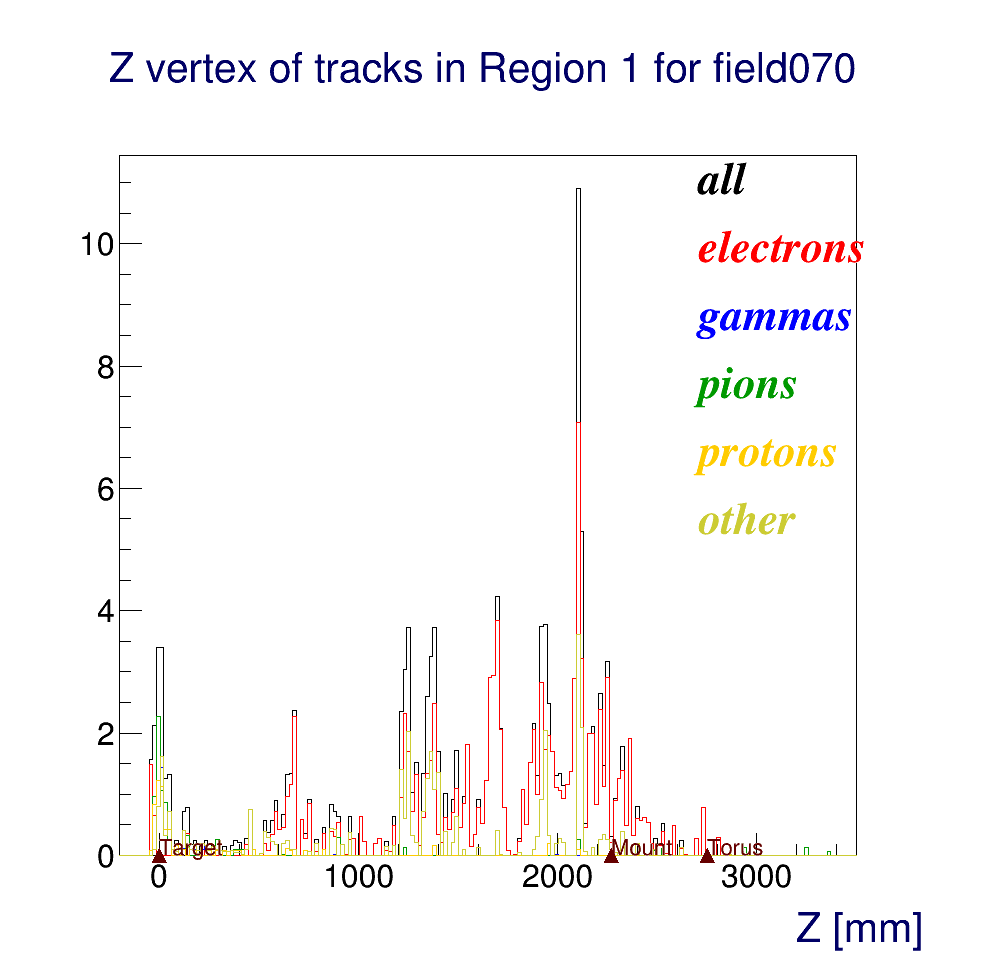 Z vertex of tracks in Region 1 for field070
all
electrons
gammas
pions
protons
other
10
8
6
4
2
0
Target
Mount
Torus
0
1000
2000
3000
Z [mm]